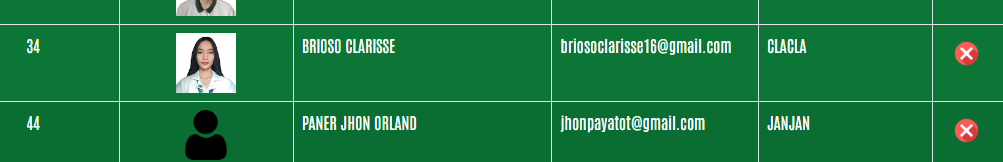 34 BRIOSO CLARISSE briosoclarisse16@gmail.com CLACLA
44 PANER JHON ORLAND jhonpayatot@gmail.com JANJAN